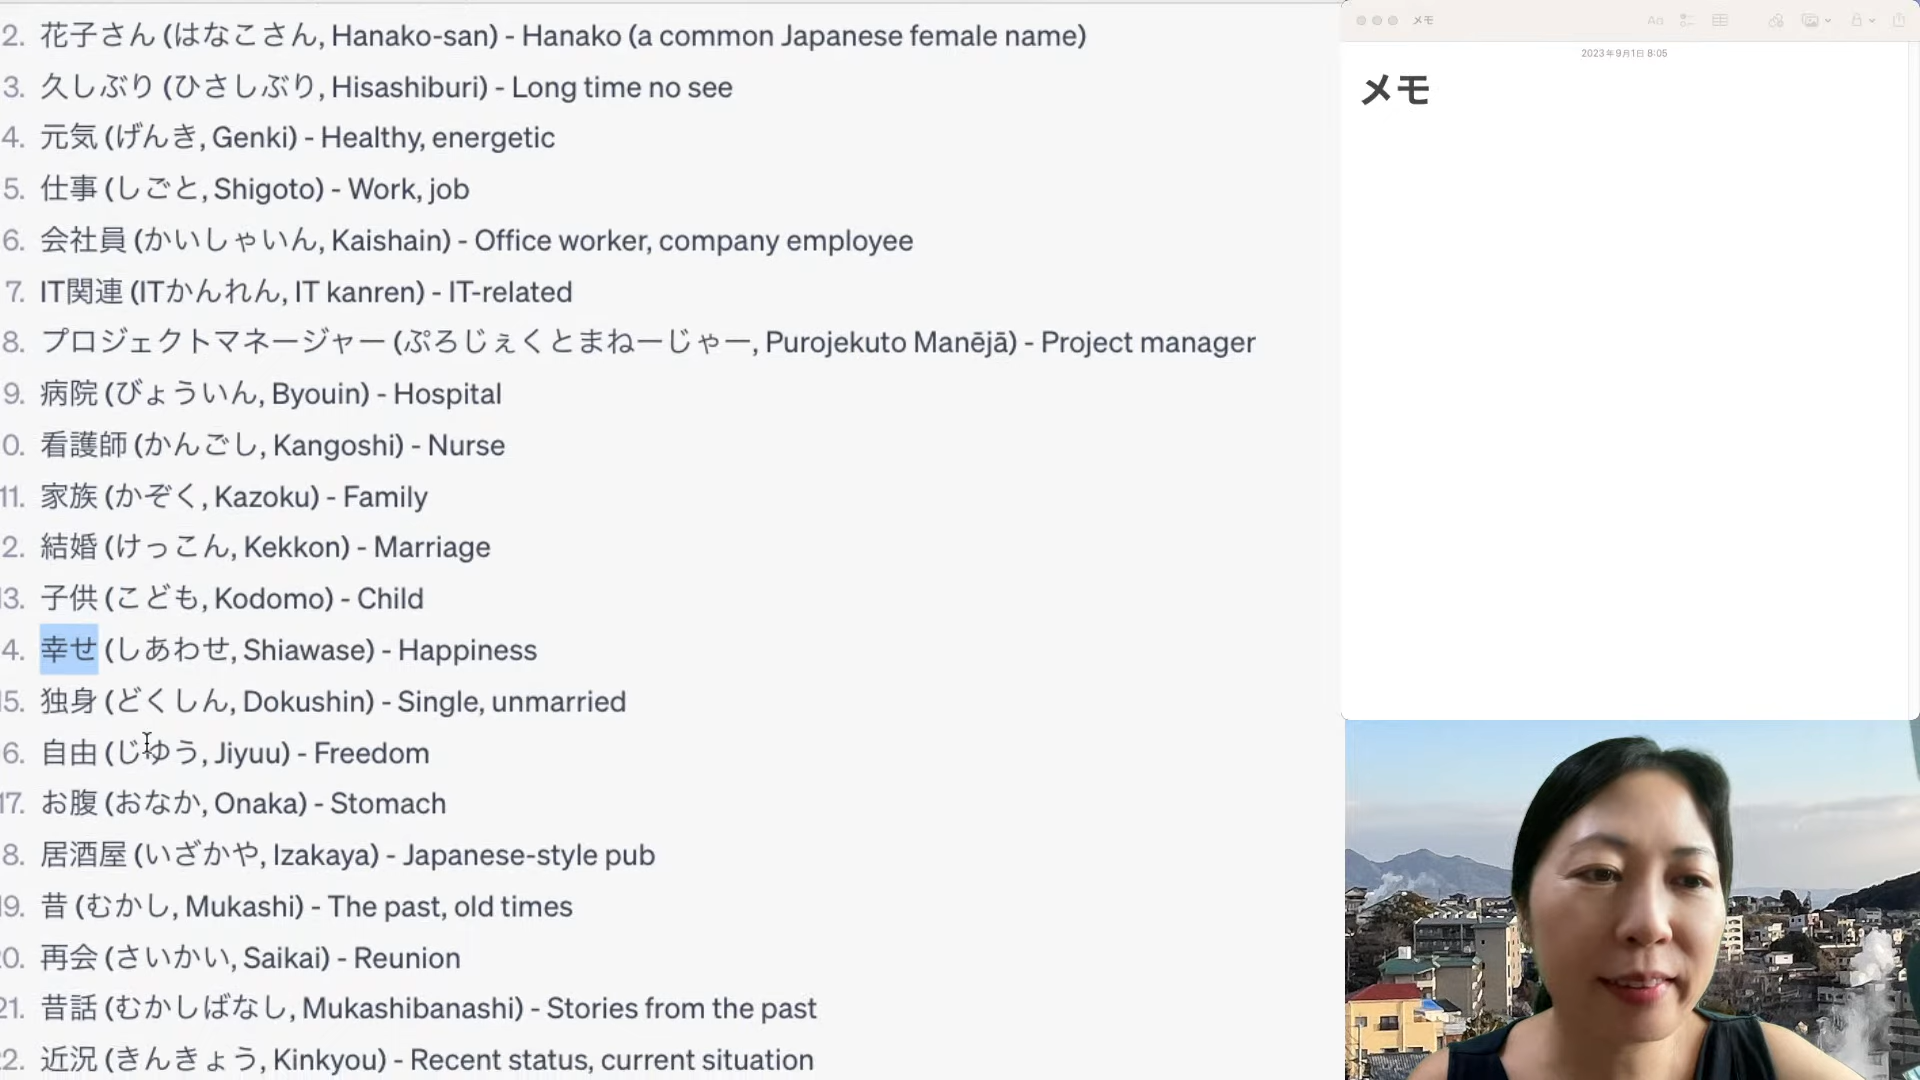 2. 花子さん (はなこさん, Hanako-san) - Hanako (a common Japanese female name)
3. 久しぶり (ひさしぶり, Hisashiburi) - Long time no see
4. 元気 (げんき, Genki) - Healthy, energetic
5. 仕事 (しごと, Shigoto) - Work, job
6. 会社員 (かいしゃいん, Kaishain) - Office worker, company employee
7. IT関連 (ITかんれん, IT kanren) - IT-related
8. プロジェクトマネージャー (ぷろじぇくとまねーじゃー, Purojekuto Manējā) - Project manager
9. 病院 (びょういん, Byouin) - Hospital
0. 看護師 (かんごし, Kangoshi) - Nurse
11. 家族 (かぞく, Kazoku) - Family
2. 結婚 (けっこん, Kekkon) - Marriage
3. 子供 (こども, Kodomo) - Child
4. 幸せ (しあわせ, Shiawase) - Happiness
15. 独身 (どくしん, Dokushin) - Single, unmarried
6. 自由 (じゆう, Jiyuu) - Freedom
17. お腹 (おなか, Onaka) - Stomach
8. 居酒屋 (いざかや, Izakaya) - Japanese-style pub
19. 昔 (むかし, Mukashi) - The past, old times
0. 再会 (さいかい, Saikai) - Reunion
21. 昔話 (むかしばなし, Mukashibanashi) - Stories from the past
2. 近況 (きんきょう, Kinkyou) - Recent status, current situation
メモ
Aa
2023年9月1日 8:05
メモ